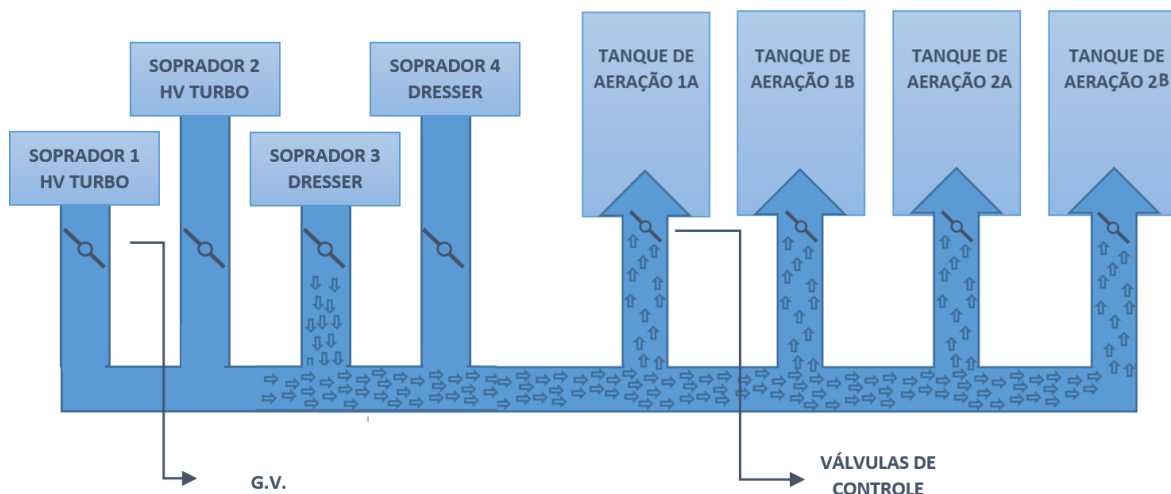 SOPRADOR 1
HV TURBO
SOPRADOR 2
HV TURBO
SOPRADOR 3
DRESSER
SOPRADOR 4
DRESSER
TANQUE DE
AERAÇÃO 1A
TANQUE DE
AERAÇÃO 1B
TANQUE DE
AERAÇÃO 2A
TANQUE DE
AERAÇÃO 2B
G.V.
VÁLVULAS DE
CONTROLE